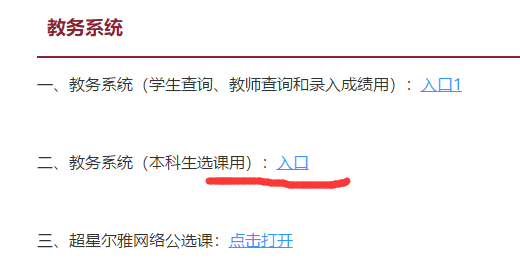 教务系统
一、教务系统（学生查询、教师查询和录入成绩用）：入口1
二、教务系统（本科生选课用）：入口
三、超星尔雅网络公选课：点击打开